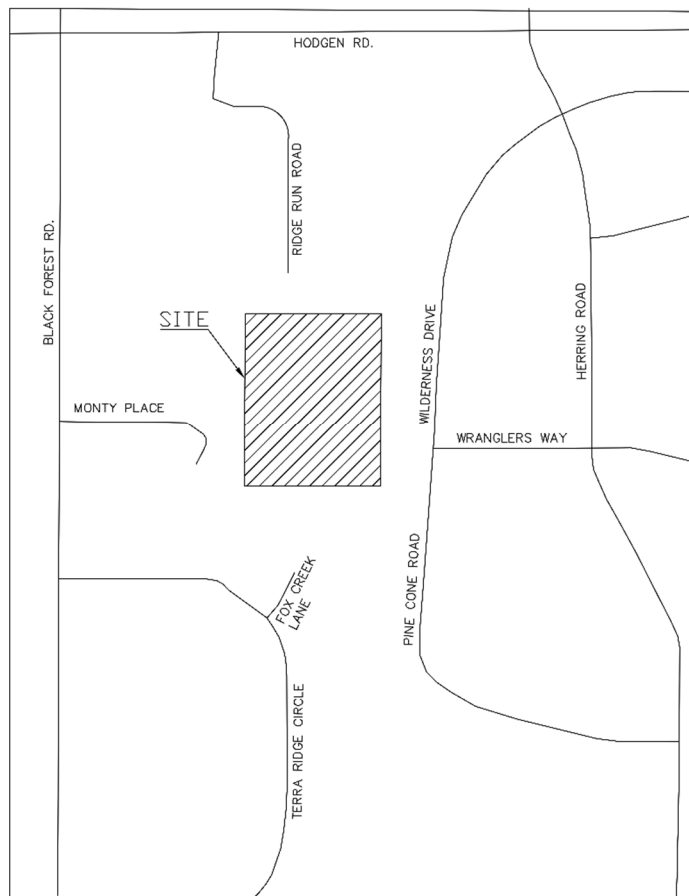 HODGEN RD.
RIDGE RUN ROAD
BLACK FOREST RD.
SITE
WILDERNESS DRIVE
HERRING ROAD
MONTY PLACE
WRANGLERS WAY
PINE CONE ROAD
FOX CREEK
LANE
TERRA RIDGE CIRCLE